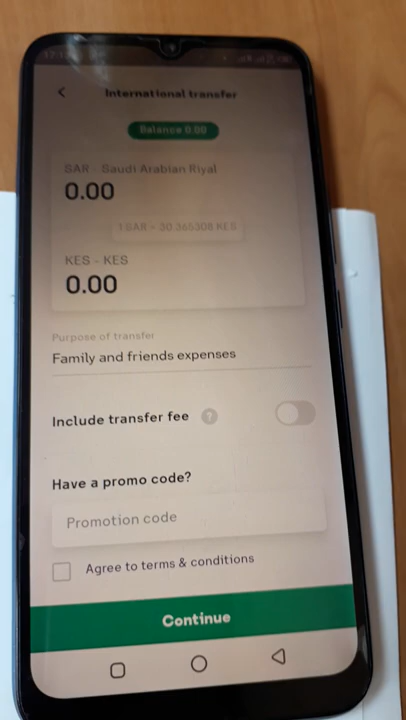 International transfer
Balance 0.00
SAR - Saudi Arabian Riyal
0.00
1 SAR = 30.265308 KES
KES - KES
0.00
Purpose of transfer
Family and friends expenses
Include transfer fee ?
Have a promo code?
Promotion code
Agree to terms & conditions
Continue